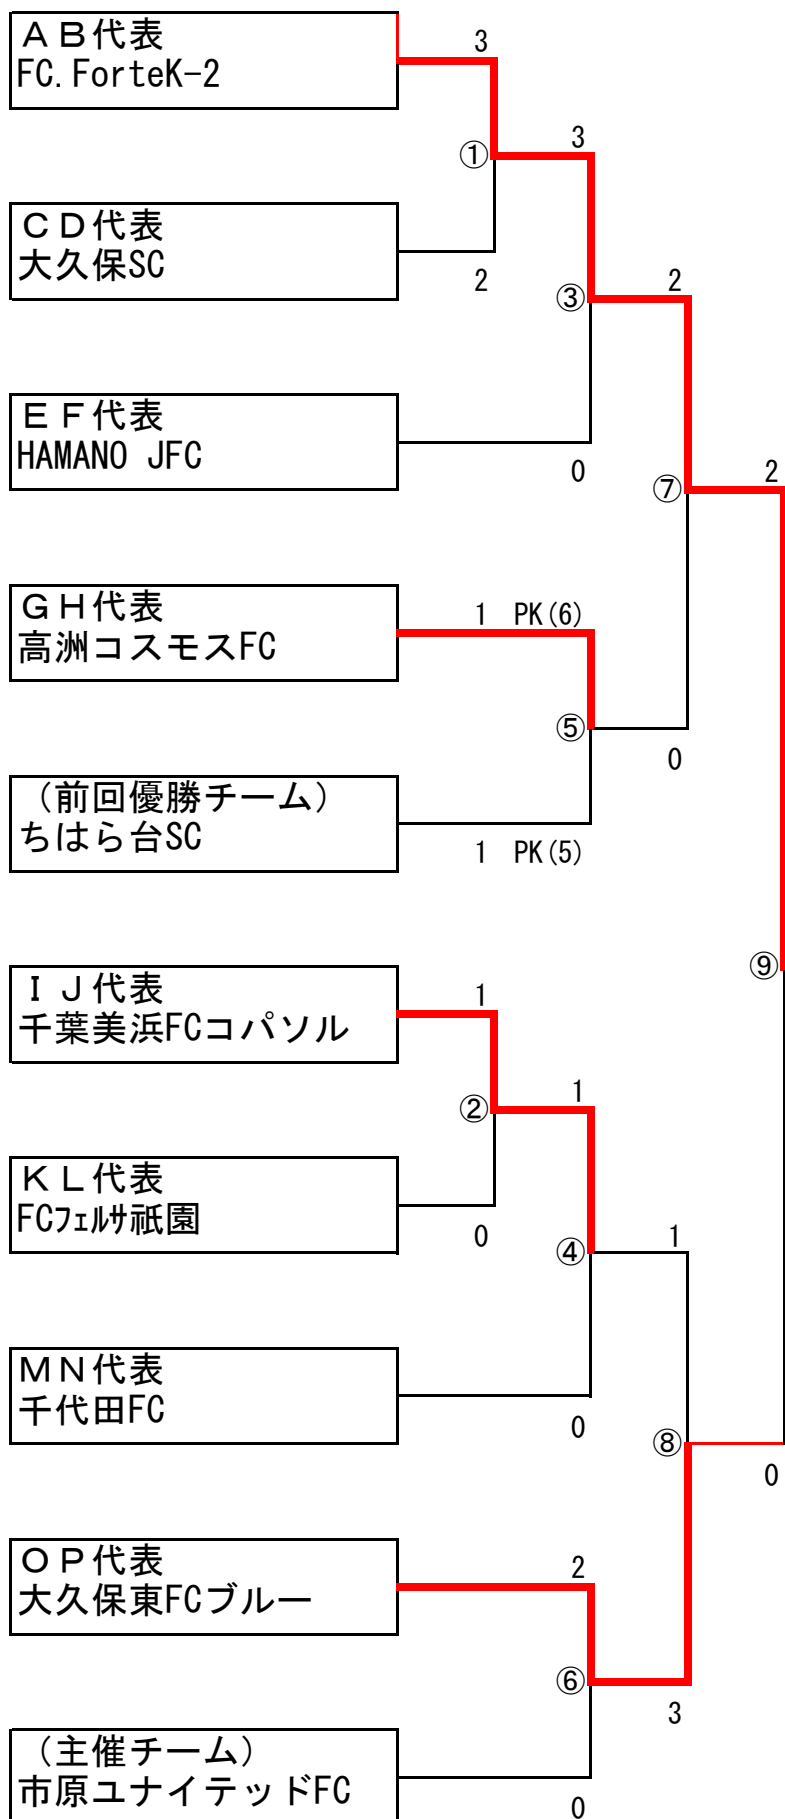 ＡＢ代表
FC.ForteK-2
3
①
3
ＣＤ代表
大久保SC
2
③
2
ＥＦ代表
HAMANO JFC
0
⑦
2
ＧＨ代表
高洲コスモスFC
1 PK(6)
⑤
0
（前回優勝チーム）
ちはら台SC
1 PK(5)
⑨
ＩＪ代表
千葉美浜FCコパソル
1
②
1
ＫＬ代表
FCﾌｪﾙｻ祇園
0
④
1
ＭＮ代表
千代田FC
0
⑧
0
ＯＰ代表
大久保東FCブルー
2
⑥
3
（主催チーム）
市原ユナイテッドFC
0